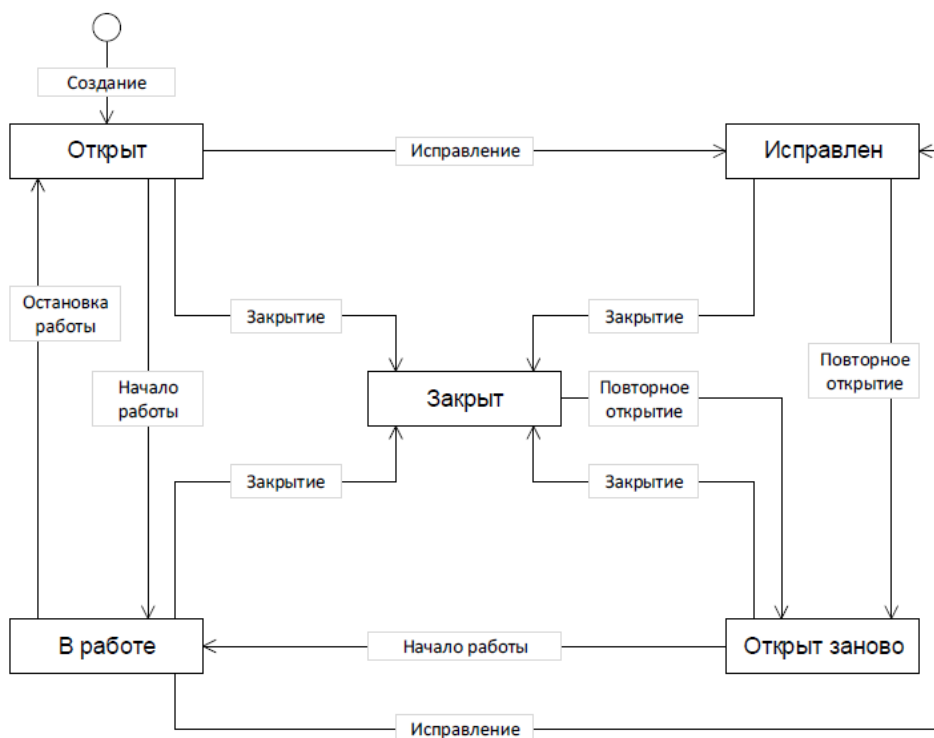 Создание
Открыт
Исправление
Исправлен
Остановка
работы
Закрытие
Закрытие
Начало
работы
Закрыт
Повторное
открытие
Повторное
открытие
Закрытие
Закрытие
В работе
Начало работы
Открыт заново
Исправление